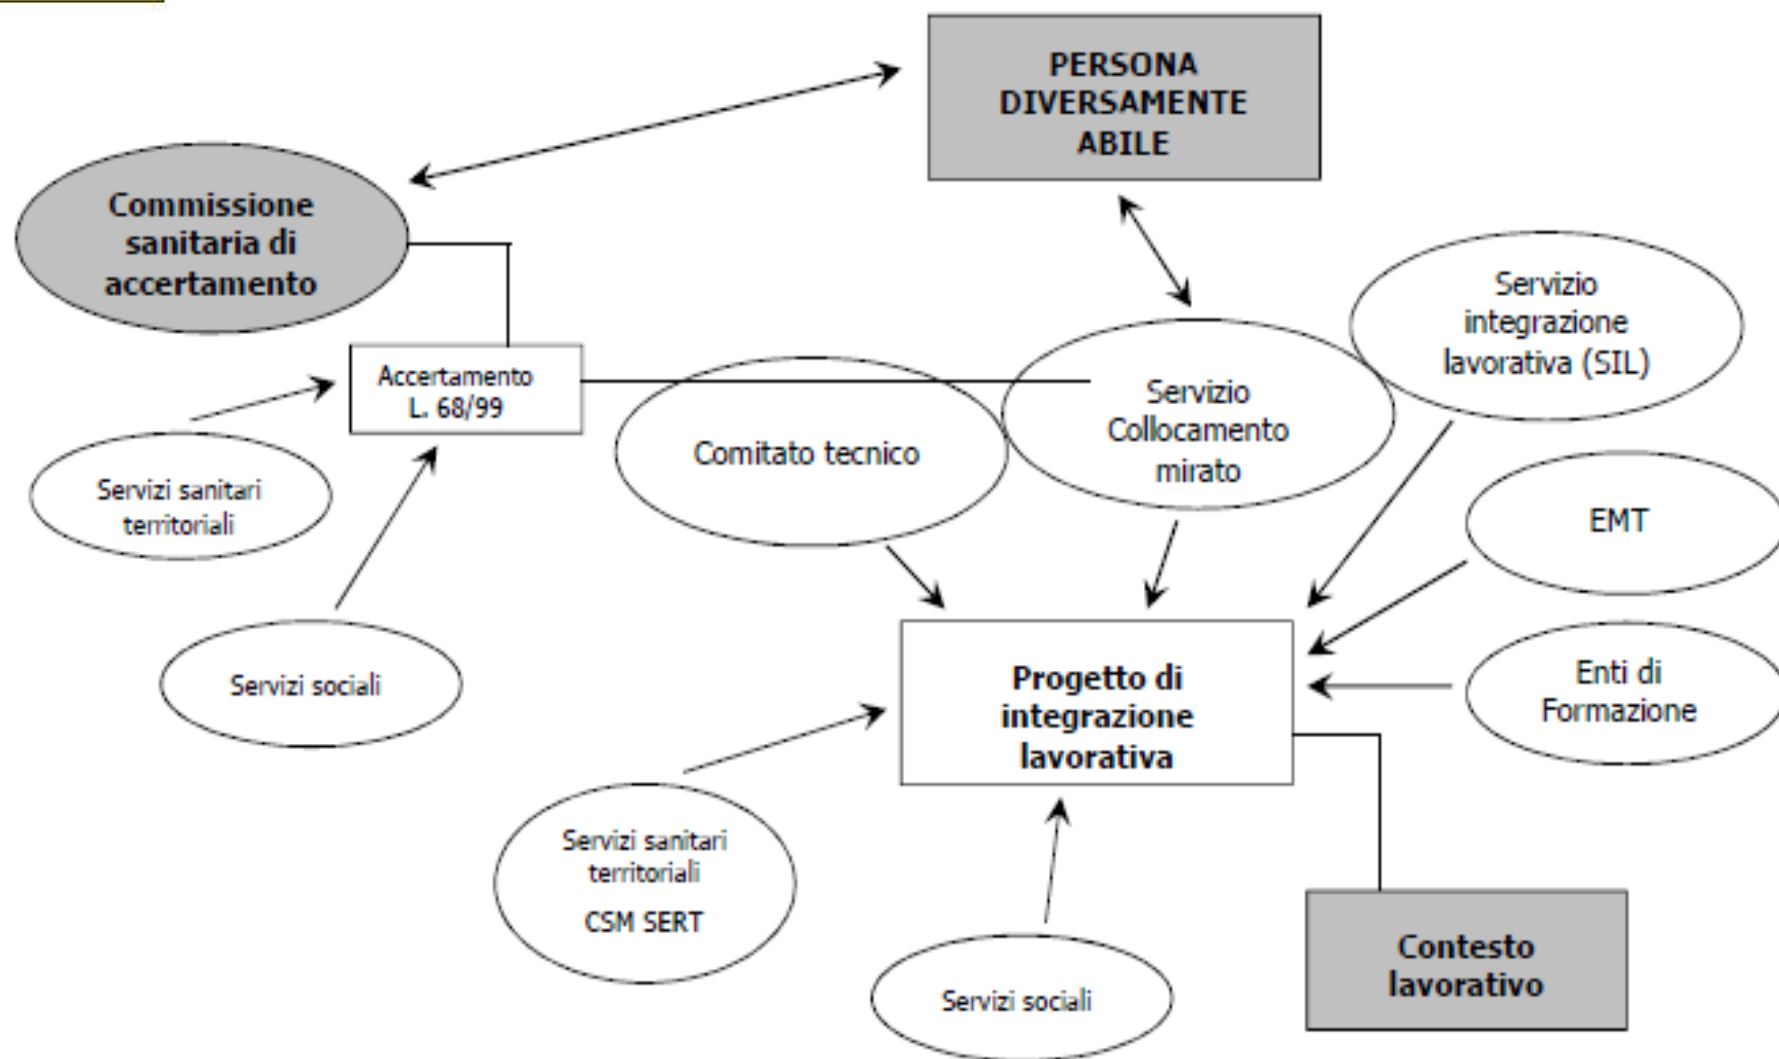 PERSONA
DIVERSAMENTE
ABILE
Commissione
sanitaria di
accertamento
Servizio
integrazione
lavorativa (SIL)
Accertamento
L. 68/99
Servizio
Collocamento
mirato
Comitato tecnico
Servizi sanitari
territoriali
EMT
Servizi sociali
Enti di
Formazione
Progetto di
integrazione
lavorativa
Servizi sanitari
territoriali
CSM SERT
Servizi sociali
Contesto
lavorativo